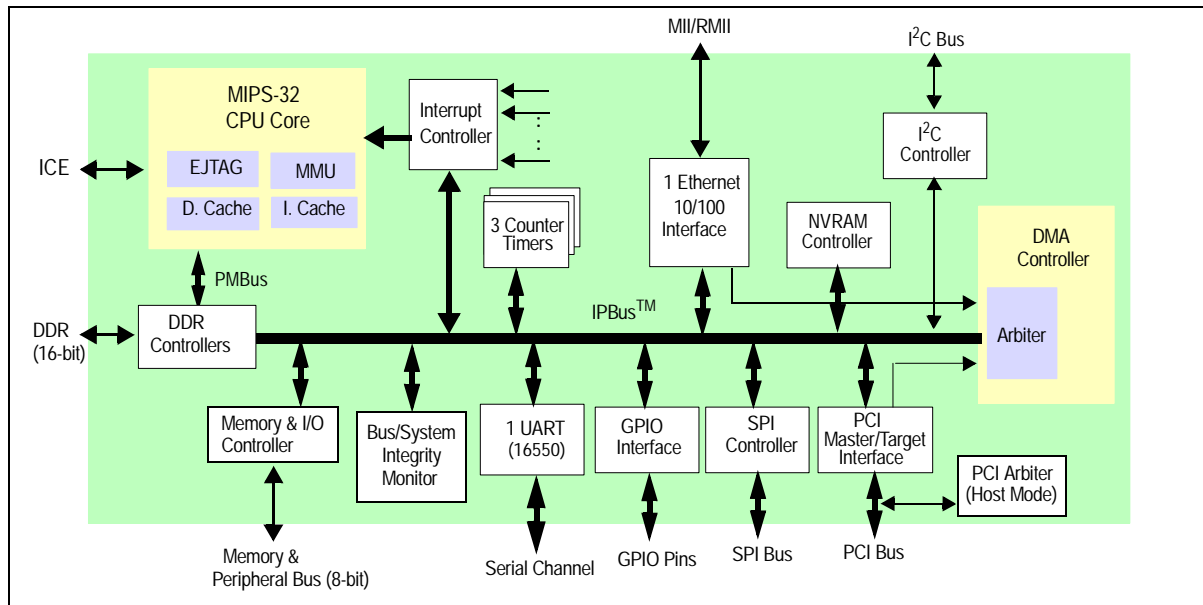 MII/RMII
I²C Bus
MIPS-32
CPU Core
Interrupt
Controller
I²C
Controller
ICE
EJTAG
MMU
D. Cache
I. Cache
1 Ethernet
10/100
Interface
3 Counter
Timers
NVRAM
Controller
DMA
Controller
PMBus
IPBus™
DDR
(16-bit)
DDR
Controllers
Arbiter
Memory & I/O
Controller
Bus/System
Integrity
Monitor
1 UART
(16550)
GPIO
Interface
SPI
Controller
PCI
Master/Target
Interface
PCI Arbiter
(Host Mode)
Memory &
Peripheral Bus (8-bit)
Serial Channel
GPIO Pins
SPI Bus
PCI Bus